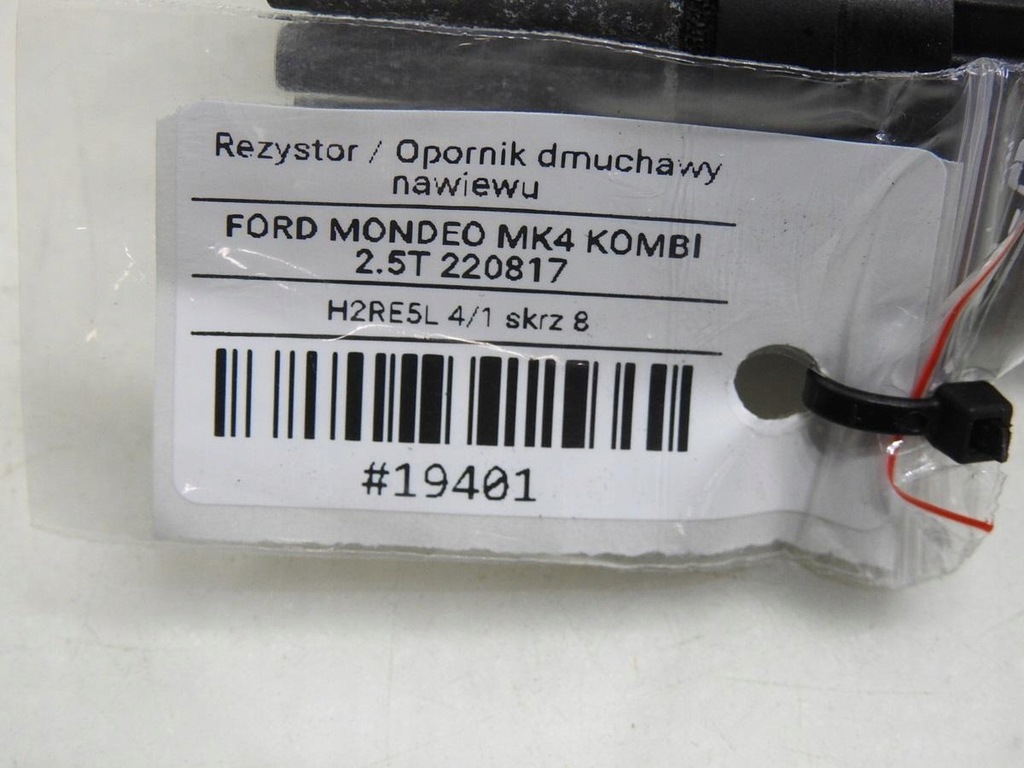 Rezystor / Opornik dmuchawy
nawiewu
FORD MONDEO MK4 KOMBI
2.5T 220817
H2RE5L 4/1 skrz 8
#19401